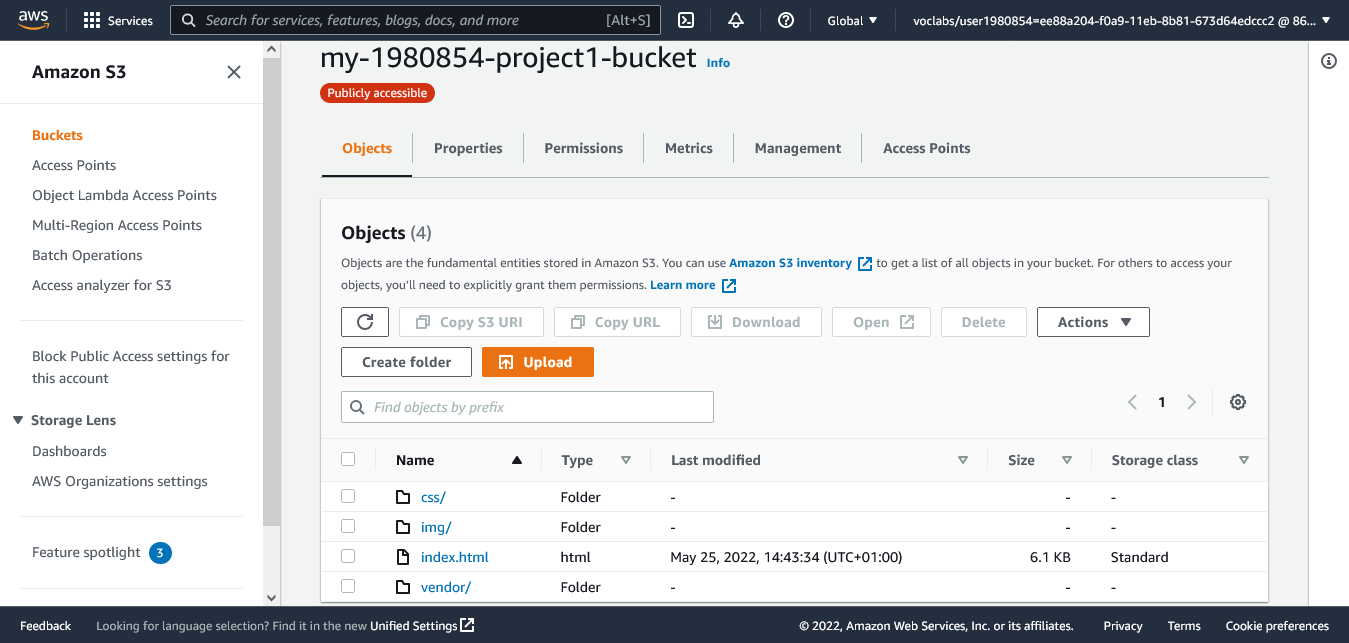 aws
Services
Search for services, features, blogs, docs, and more [Alt+S]
Global
voclabs/user1980854=ee88a204-f0a9-11eb-8b81-673d64edccc2 @ 86...
Amazon S3
Buckets
Access Points
Object Lambda Access Points
Multi-Region Access Points
Batch Operations
Access analyzer for S3
Block Public Access settings for
this account
Storage Lens
Dashboards
AWS Organizations settings
Feature spotlight 3
my-1980854-project1-bucket Info
Publicly accessible
Objects Properties Permissions Metrics Management Access Points
Objects (4)
Objects are the fundamental entities stored in Amazon S3. You can use Amazon S3 inventory to get a list of all objects in your bucket. For others to access your
objects, you'll need to explicitly grant them permissions. Learn more
Copy S3 URI Copy URL Download Open Delete Actions
Create folder Upload
Find objects by prefix
1
Name Type Last modified Size Storage class
css/ Folder - - -
img/ Folder - - -
index.html html May 25, 2022, 14:43:34 (UTC+01:00) 6.1 KB Standard
vendor/ Folder - - -
Feedback Looking for language selection? Find it in the new Unified Settings © 2022, Amazon Web Services, Inc. or its affiliates. Privacy Terms Cookie preferences